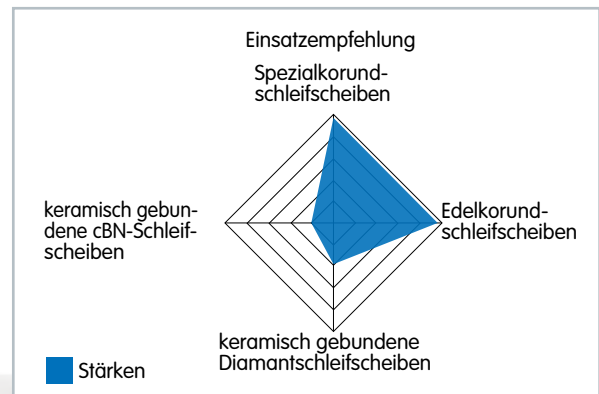 Einsatzempfehlung
Spezialkorund-
schleifscheiben
keramisch gebun-
dene cBN-Schleif-
scheiben
Edelkorund-
schleifscheiben
keramisch gebundene
Diamantschleifscheiben
Stärken